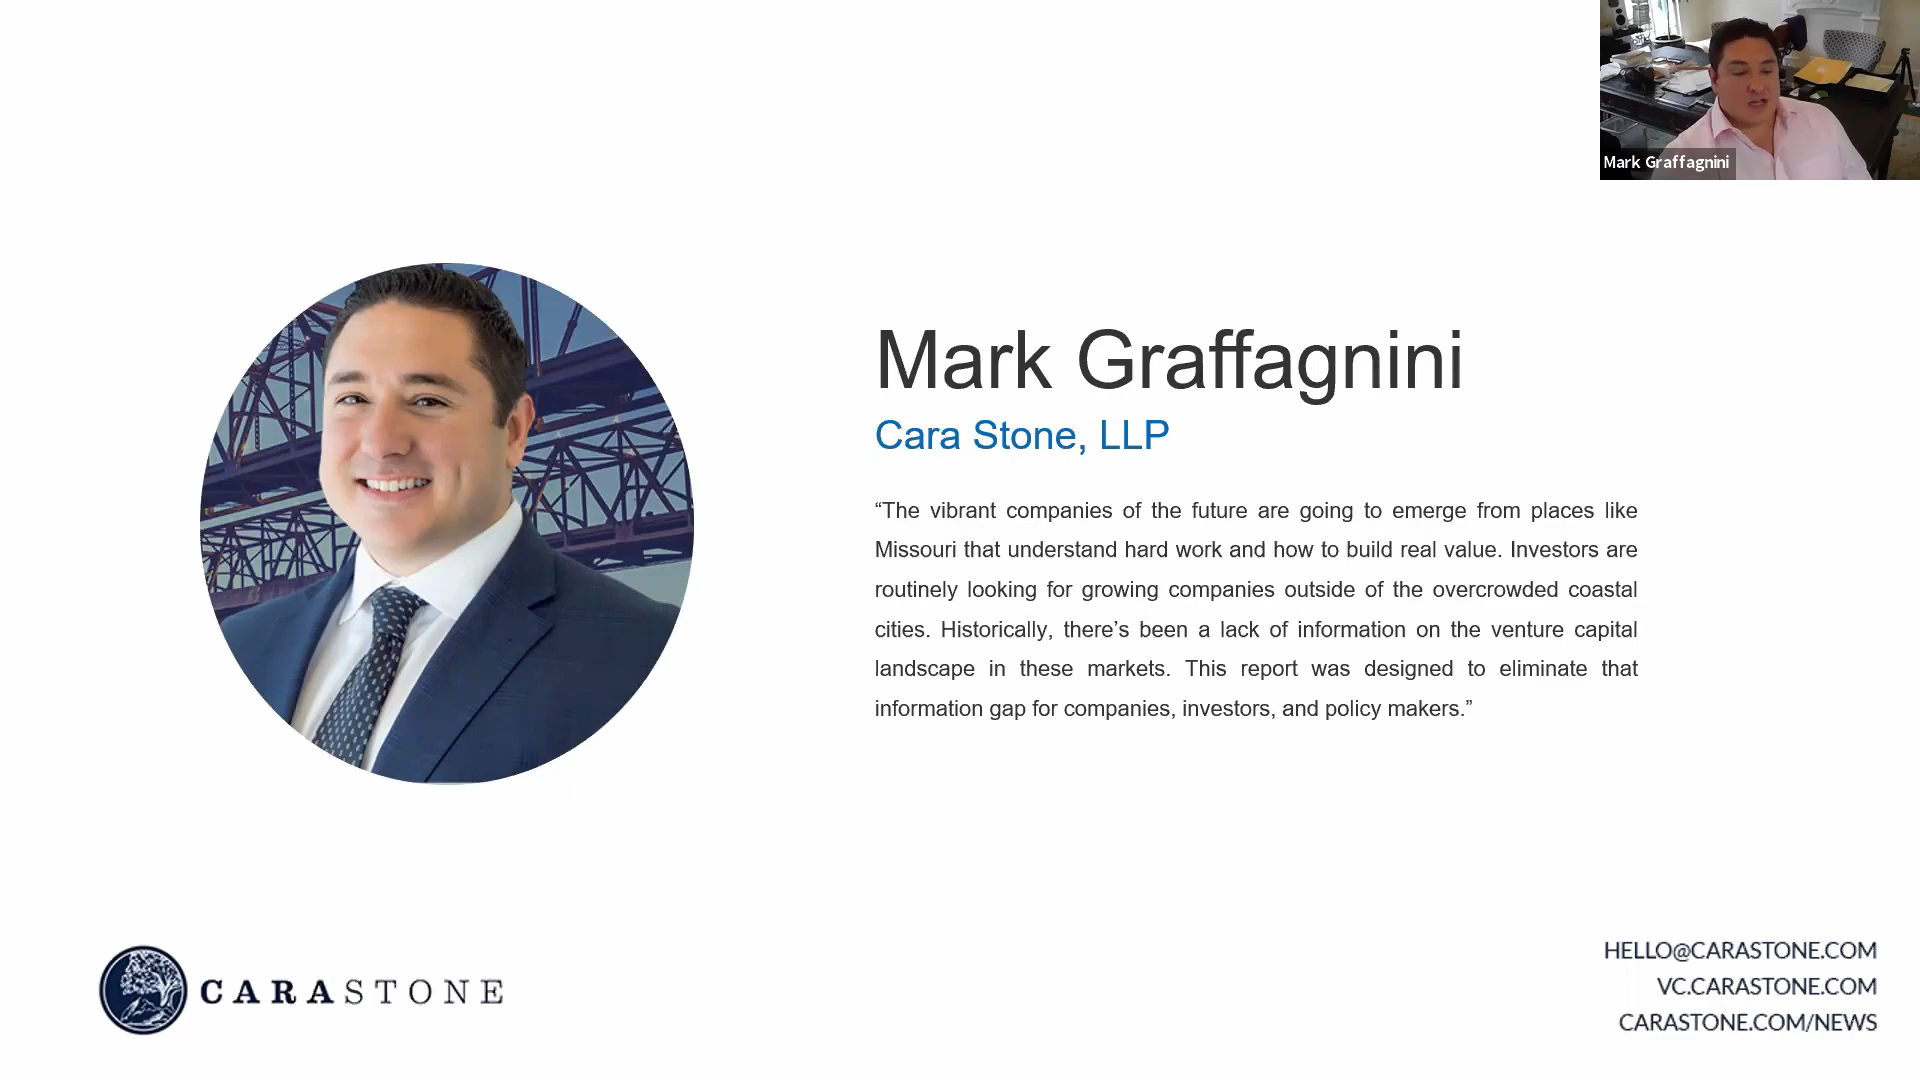 Mark Graffagnini
Mark Graffagnini
Cara Stone, LLP
“The vibrant companies of the future are going to emerge from places like
Missouri that understand hard work and how to build real value. Investors are
routinely looking for growing companies outside of the overcrowded coastal
cities. Historically, there’s been a lack of information on the venture capital
landscape in these markets. This report was designed to eliminate that
information gap for companies, investors, and policy makers.”
CARASTONE
HELLO@CARASTONE.COM
VC.CARASTONE.COM
CARASTONE.COM/NEWS